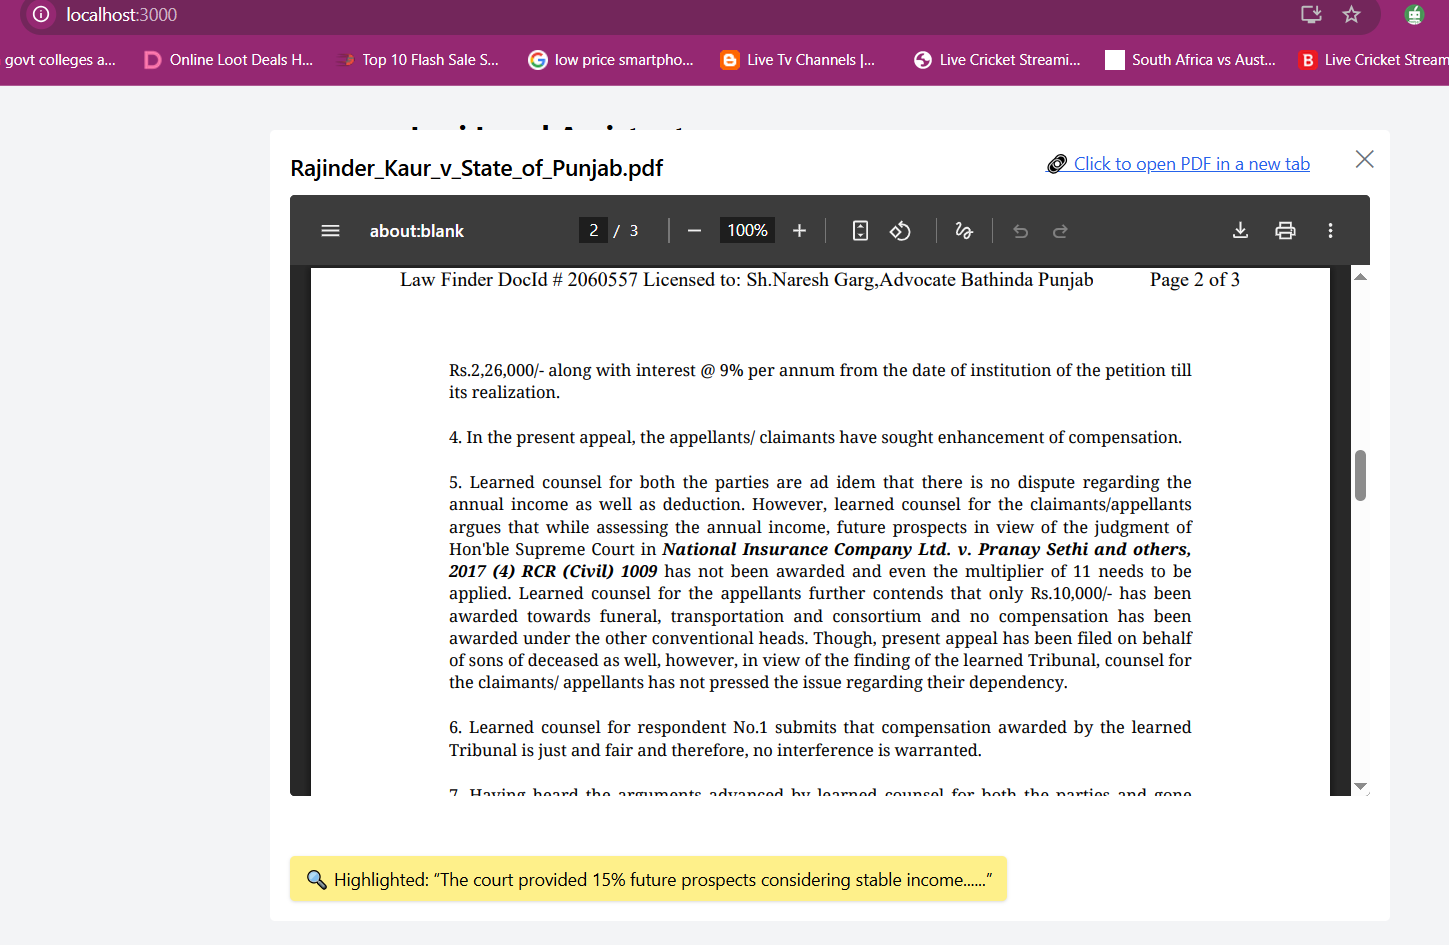 localhost:3000
govt colleges a...
Online Loot Deals H...
Top 10 Flash Sale S...
low price smartpho...
Live Tv Channels |...
Live Cricket Streami...
South Africa vs Aust...
Live Cricket Stream
Rajinder_Kaur_v_State_of_Punjab.pdf
Click to open PDF in a new tab
about:blank
2 / 3
100%
Law Finder DocId # 2060557 Licensed to: Sh.Naresh Garg,Advocate Bathinda Punjab Page 2 of 3
Rs.2,26,000/- along with interest @ 9% per annum from the date of institution of the petition till
its realization.
4. In the present appeal, the appellants/ claimants have sought enhancement of compensation.
5. Learned counsel for both the parties are ad idem that there is no dispute regarding the
annual income as well as deduction. However, learned counsel for the claimants/appellants
argues that while assessing the annual income, future prospects in view of the judgment of
Hon'ble Supreme Court in National Insurance Company Ltd. v. Pranay Sethi and others,
2017 (4) RCR (Civil) 1009 has not been awarded and even the multiplier of 11 needs to be
applied. Learned counsel for the appellants further contends that only Rs.10,000/- has been
awarded towards funeral, transportation and consortium and no compensation has been
awarded under the other conventional heads. Though, present appeal has been filed on behalf
of sons of deceased as well, however, in view of the finding of the learned Tribunal, counsel for
the claimants/ appellants has not pressed the issue regarding their dependency.
6. Learned counsel for respondent No.1 submits that compensation awarded by the learned
Tribunal is just and fair and therefore, no interference is warranted.
7. Having heard the arguments advanced by learned counsel for both the parties and gone
Highlighted: "The court provided 15% future prospects considering stable income......"